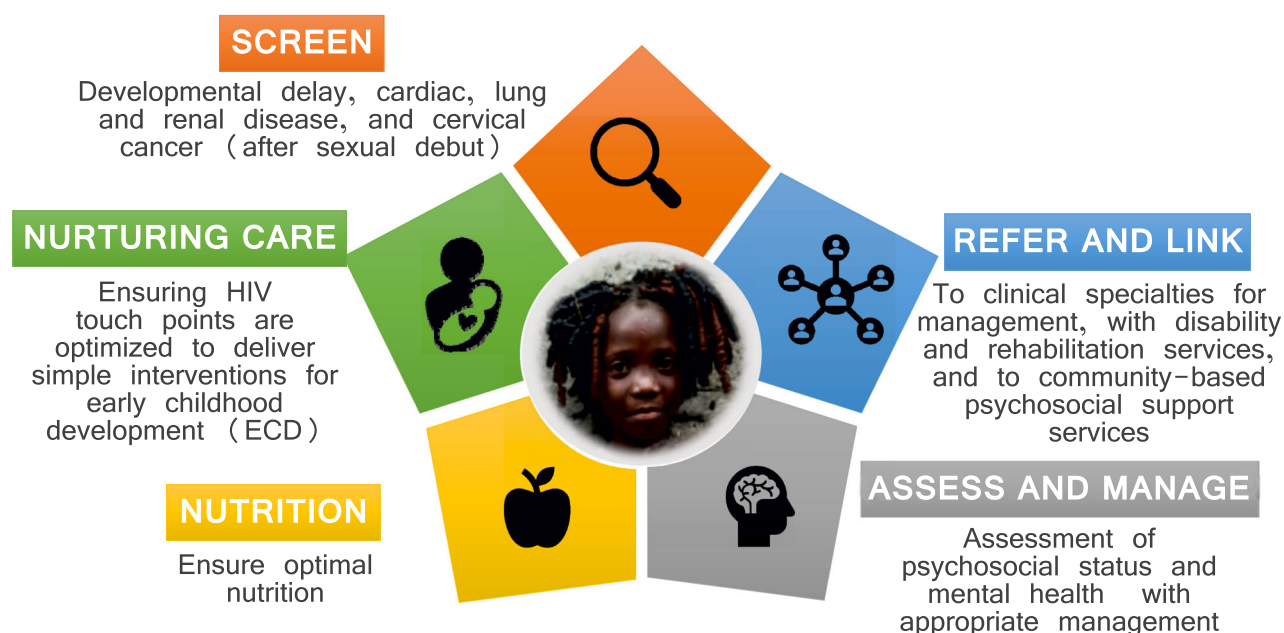 SCREEN
Developmental delay, cardiac, lung
and renal disease, and cervical
cancer (after sexual debut)
NURTURING CARE
Ensuring HIV
touch points are
optimized to deliver
simple interventions for
early childhood
development (ECD)
NUTRITION
Ensure optimal
nutrition
REFER AND LINK
To clinical specialties for
management, with disability
and rehabilitation services,
and to community-based
psychosocial support
services
ASSESS AND MANAGE
Assessment of
psychosocial status and
mental health with
appropriate management